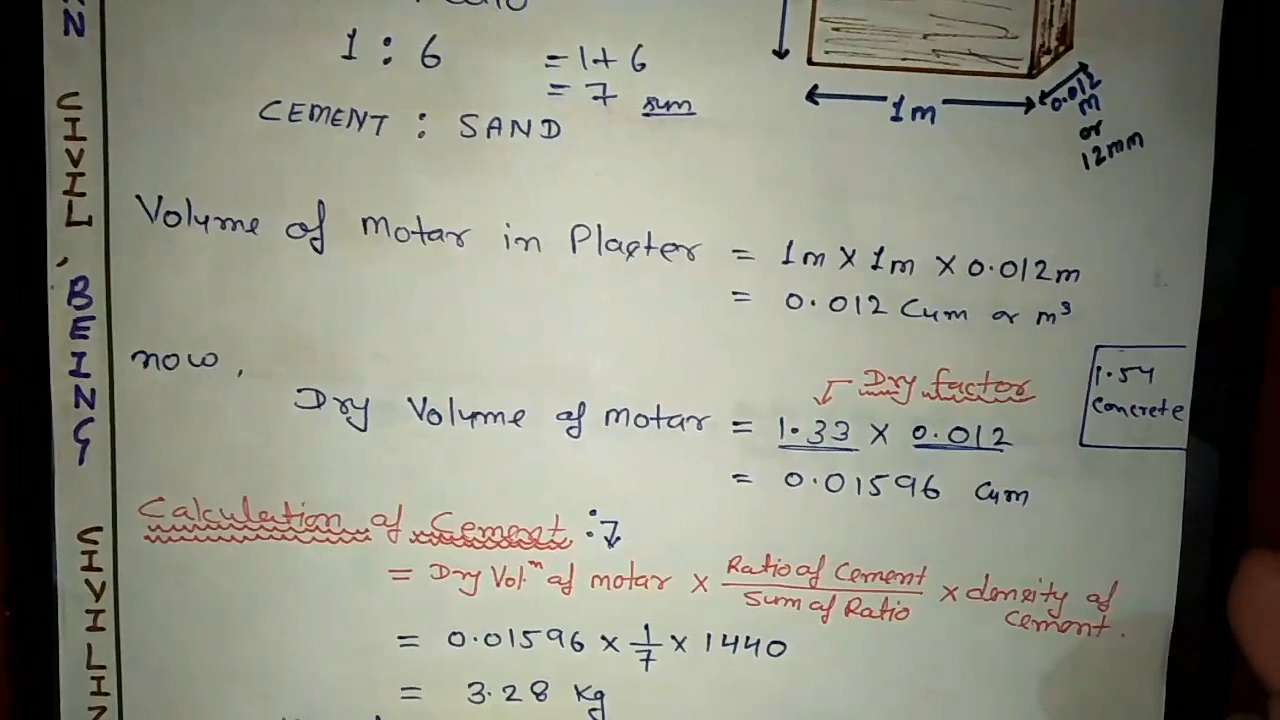 1 : 6 = 1+6
= 7 sum
CEMENT : SAND
1m
0.012
m
or
12mm
Volume of motar in Plaster = 1m X 1m X 0.012m
= 0.012 Cum or m³
now,
Dry factor
Dry Volume of motar = 1.33 X 0.012
= 0.01596 Cum
1.54
concrete
Calculation of Cement :
= Dry Volⁿ of motar x Ratio of Cement / Sum of Ratio x density of cement.
= 0.01596 x 1/7 x 1440
= 3.28 Kg
CIVIL, BEING CIVILIN